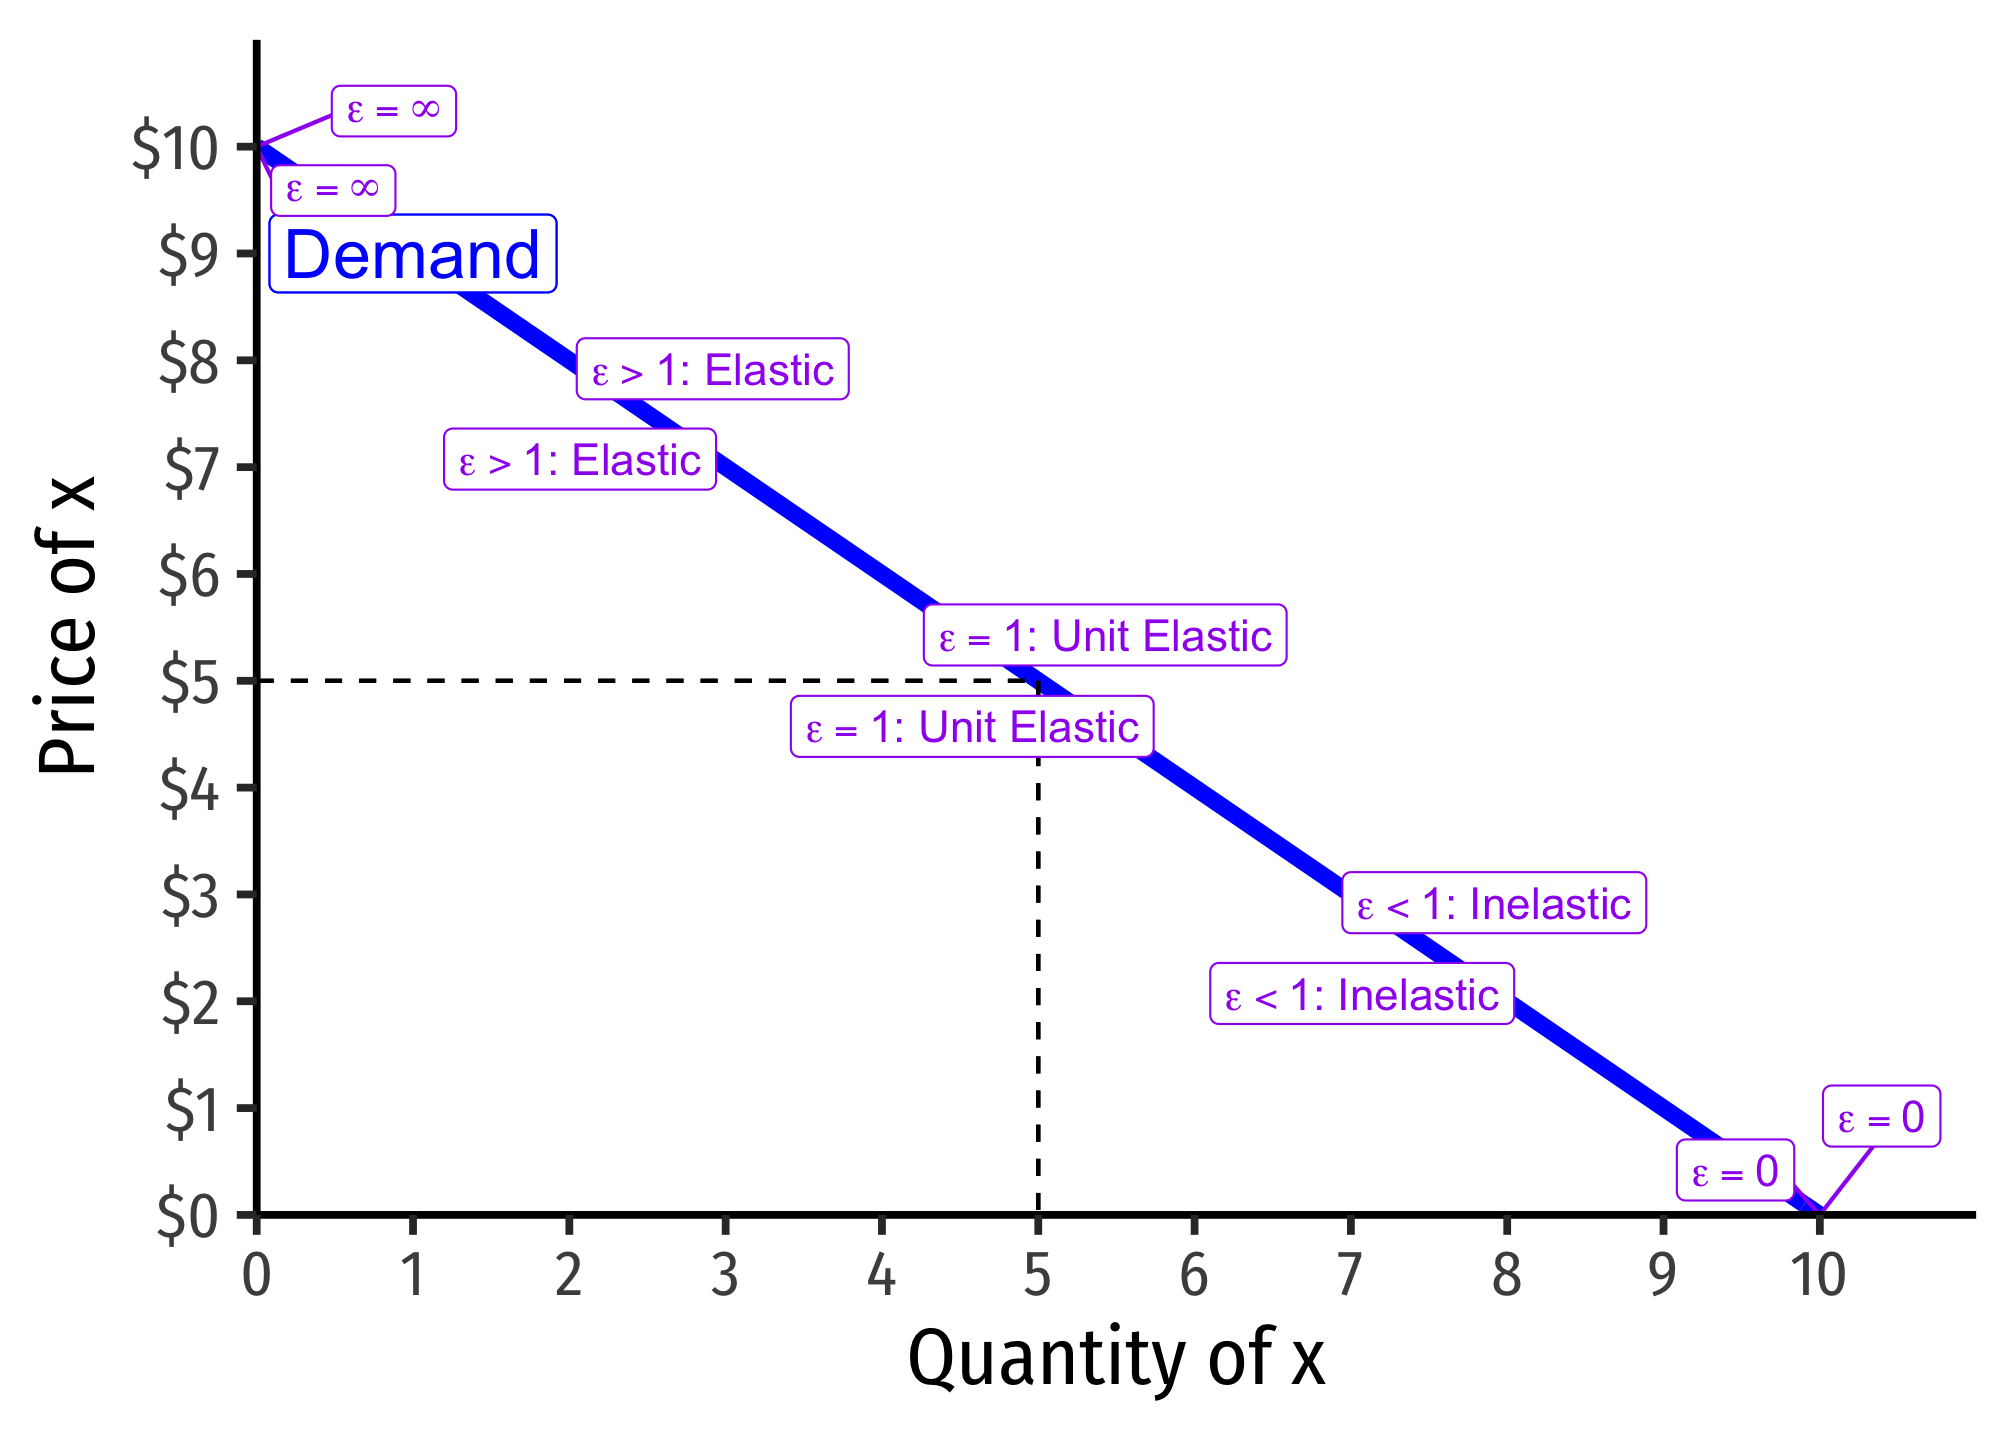 ε = ∞
$10
ε = ∞
$9
Demand
$8
ε > 1: Elastic
$7
ε > 1: Elastic
$6
ε = 1: Unit Elastic
$5
ε = 1: Unit Elastic
$4
$3
ε < 1: Inelastic
$2
ε < 1: Inelastic
$1
ε = 0
ε = 0
$0
Price of x
0 1 2 3 4 5 6 7 8 9 10
Quantity of x